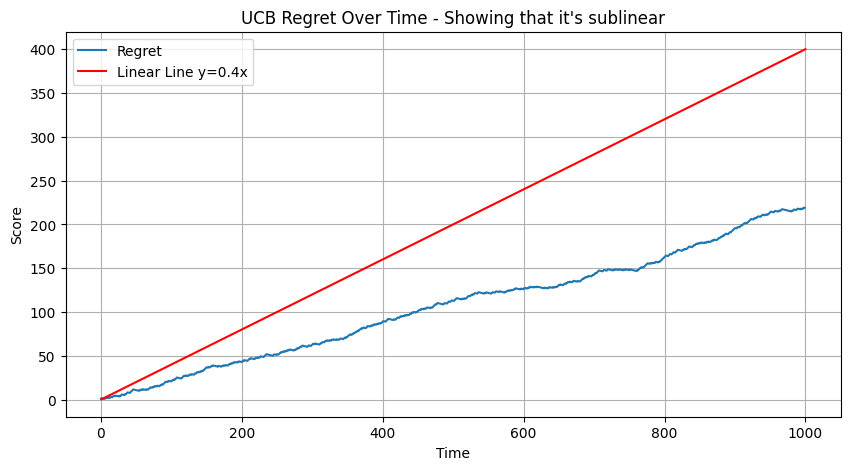 UCB Regret Over Time - Showing that it's sublinear
Regret
Linear Line y=0.4x
Score
400
350
300
250
200
150
100
50
0
0 200 400 600 800 1000
Time